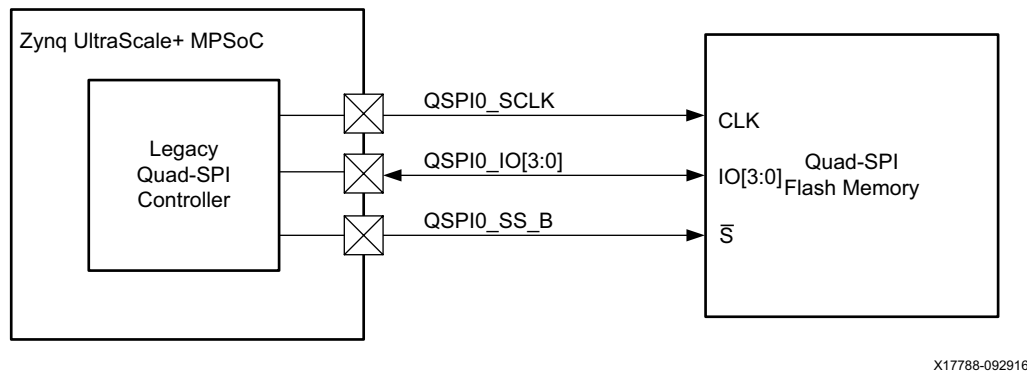 Zynq UltraScale+ MPSoC
Legacy
Quad-SPI
Controller
QSPI0_SCLK
QSPI0_IO[3:0]
QSPI0_SS_B
CLK
IO[3:0]
S̅
Quad-SPI
Flash Memory
X17788-092916